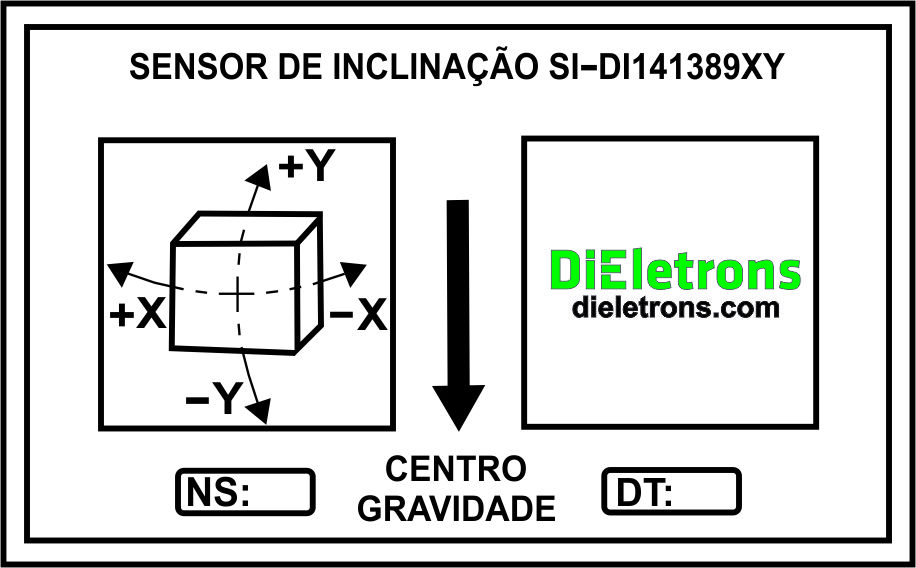 SENSOR DE INCLINAÇÃO SI−DI141389XY
+Y
+X
−X
−Y
DiEletrons
dieletrons.com
NS:
CENTRO
GRAVIDADE
DT: